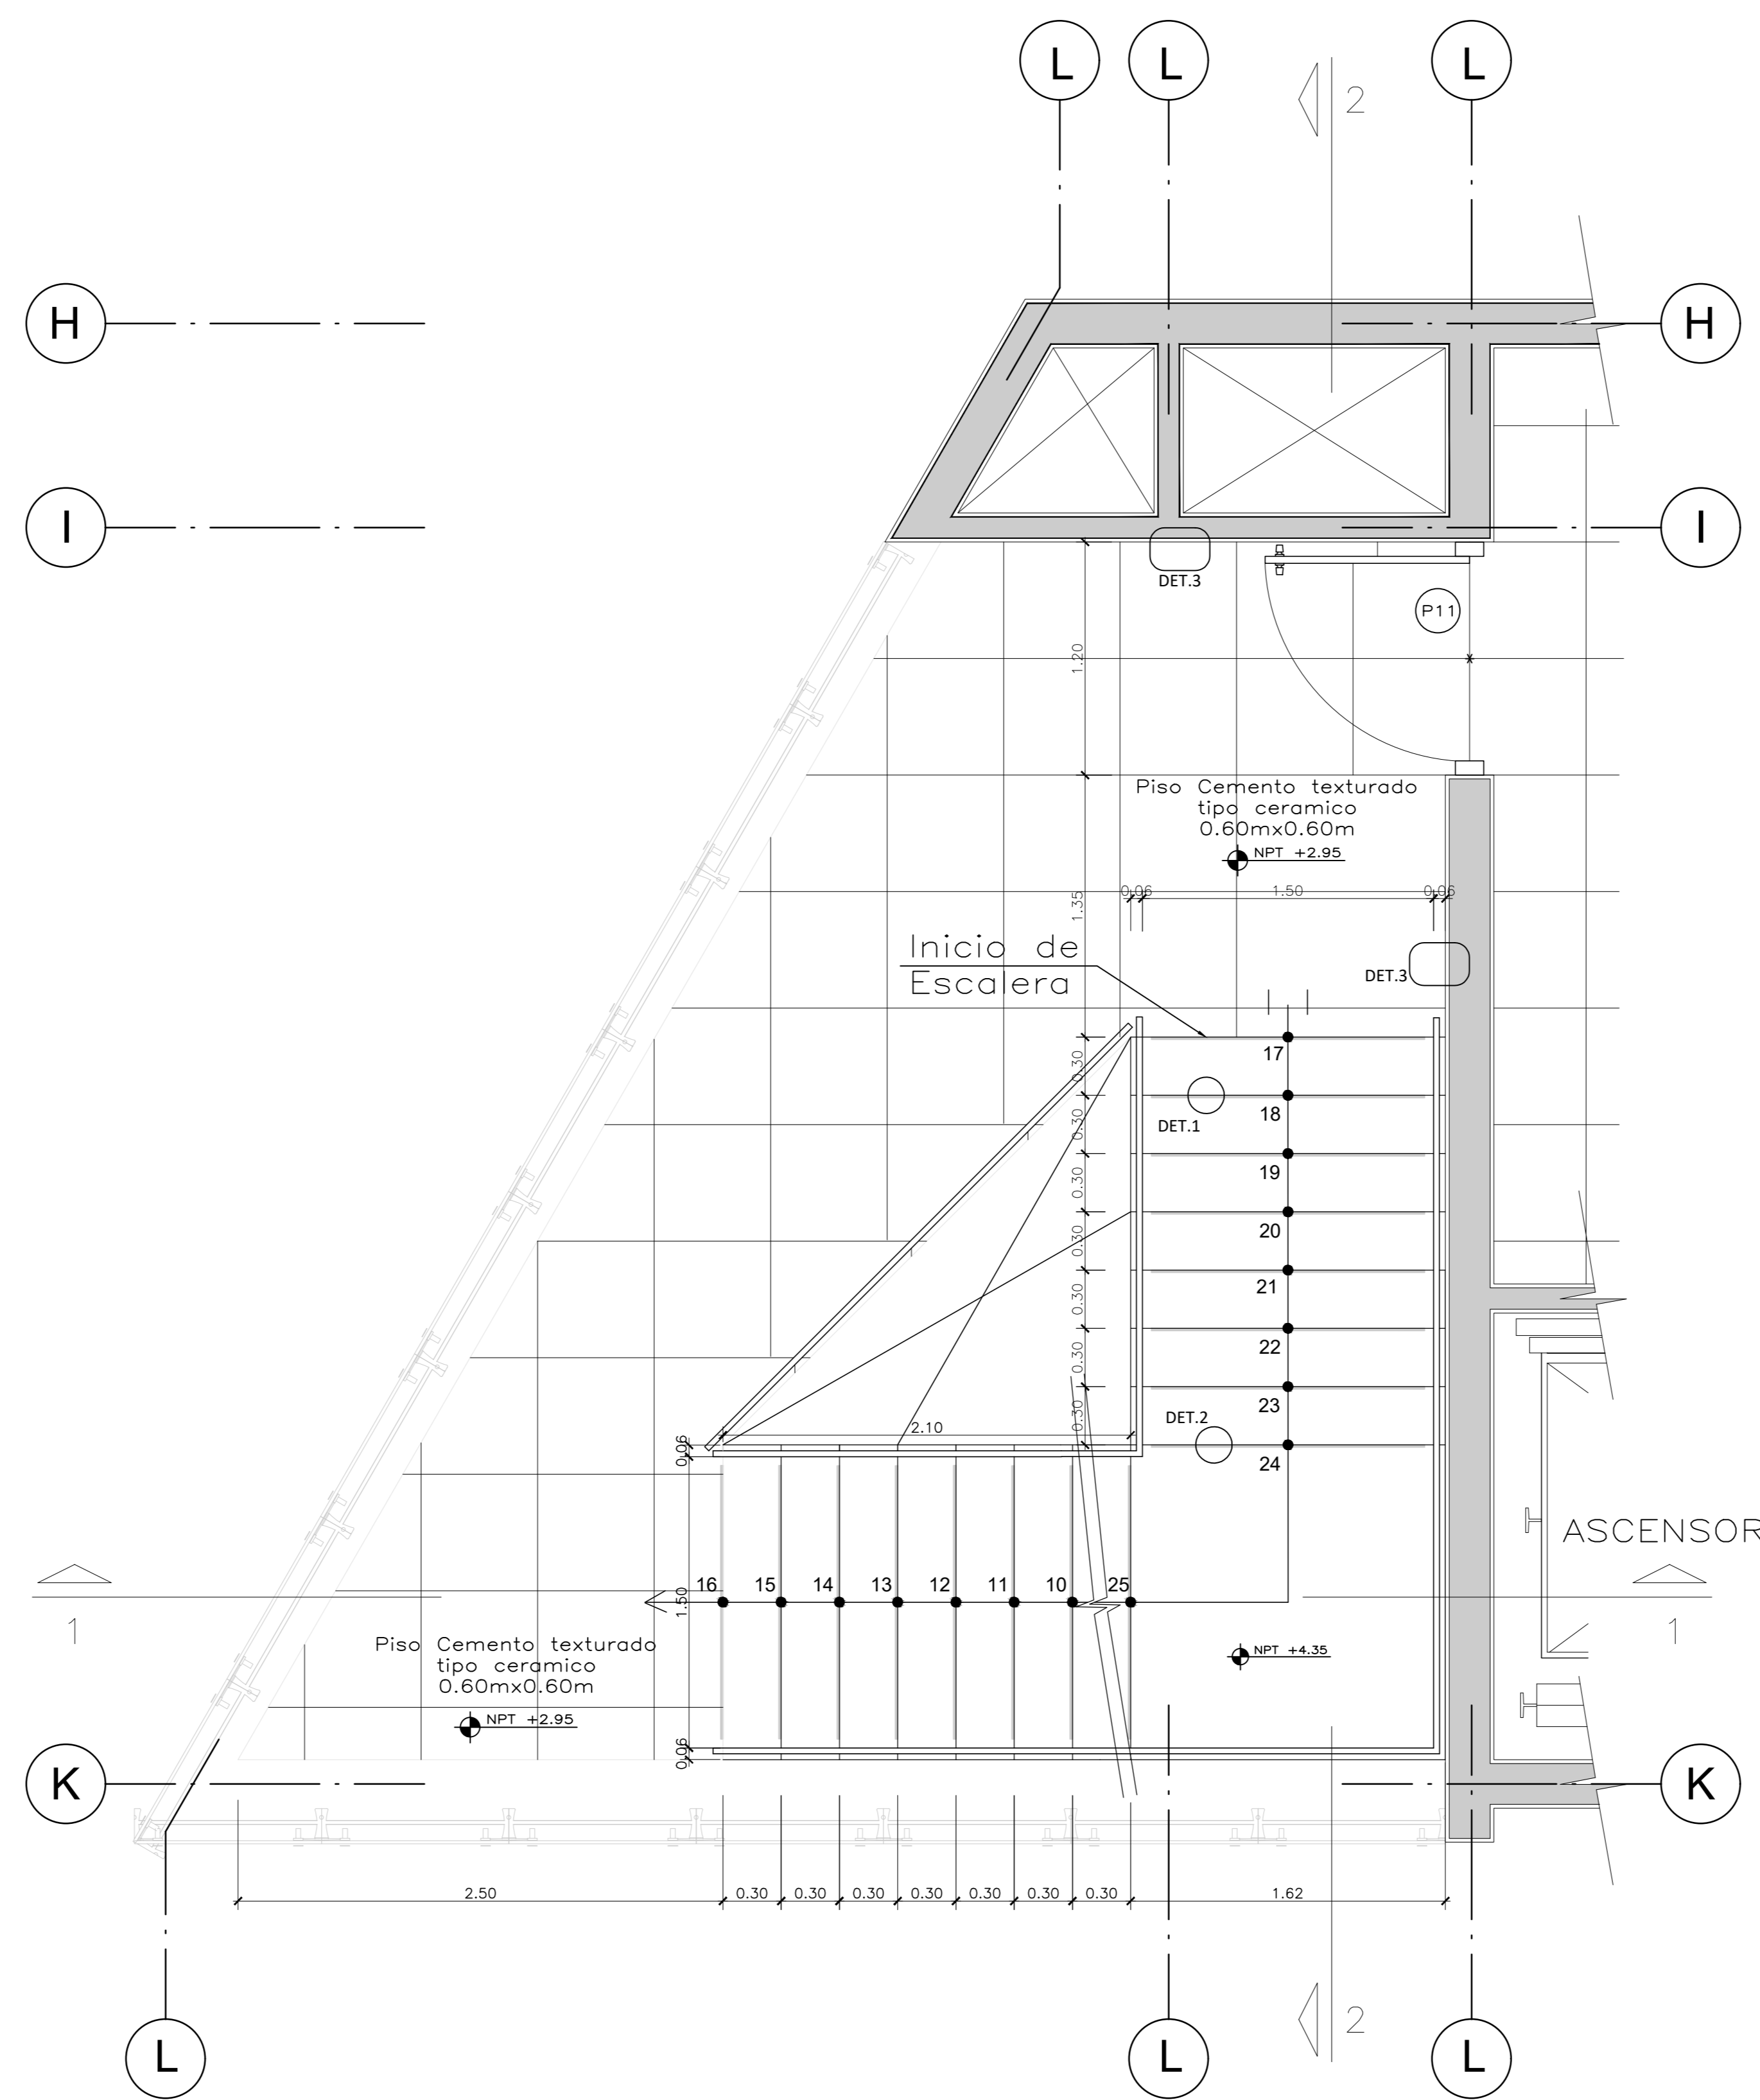 L L L
2
H H
I I
DET.3
P11
1.20
Piso Cemento texturado
tipo ceramico
0.60mx0.60m
NPT +2.95
0.06 1.50 0.06
1.35
Inicio de
Escalera
DET.3
17
0.30
18
DET.1
0.30
19
0.30
20
0.30
21
0.30
22
0.30
23
0.30
DET.2
2.10
24
0.06
ASCENSOR
16 15 14 13 12 11 10 25
1.50
1 1
Piso Cemento texturado
tipo ceramico
0.60mx0.60m
NPT +4.35
NPT +2.95
0.06
K K
2.50 0.30 0.30 0.30 0.30 0.30 0.30 0.30 1.62
2
L L L